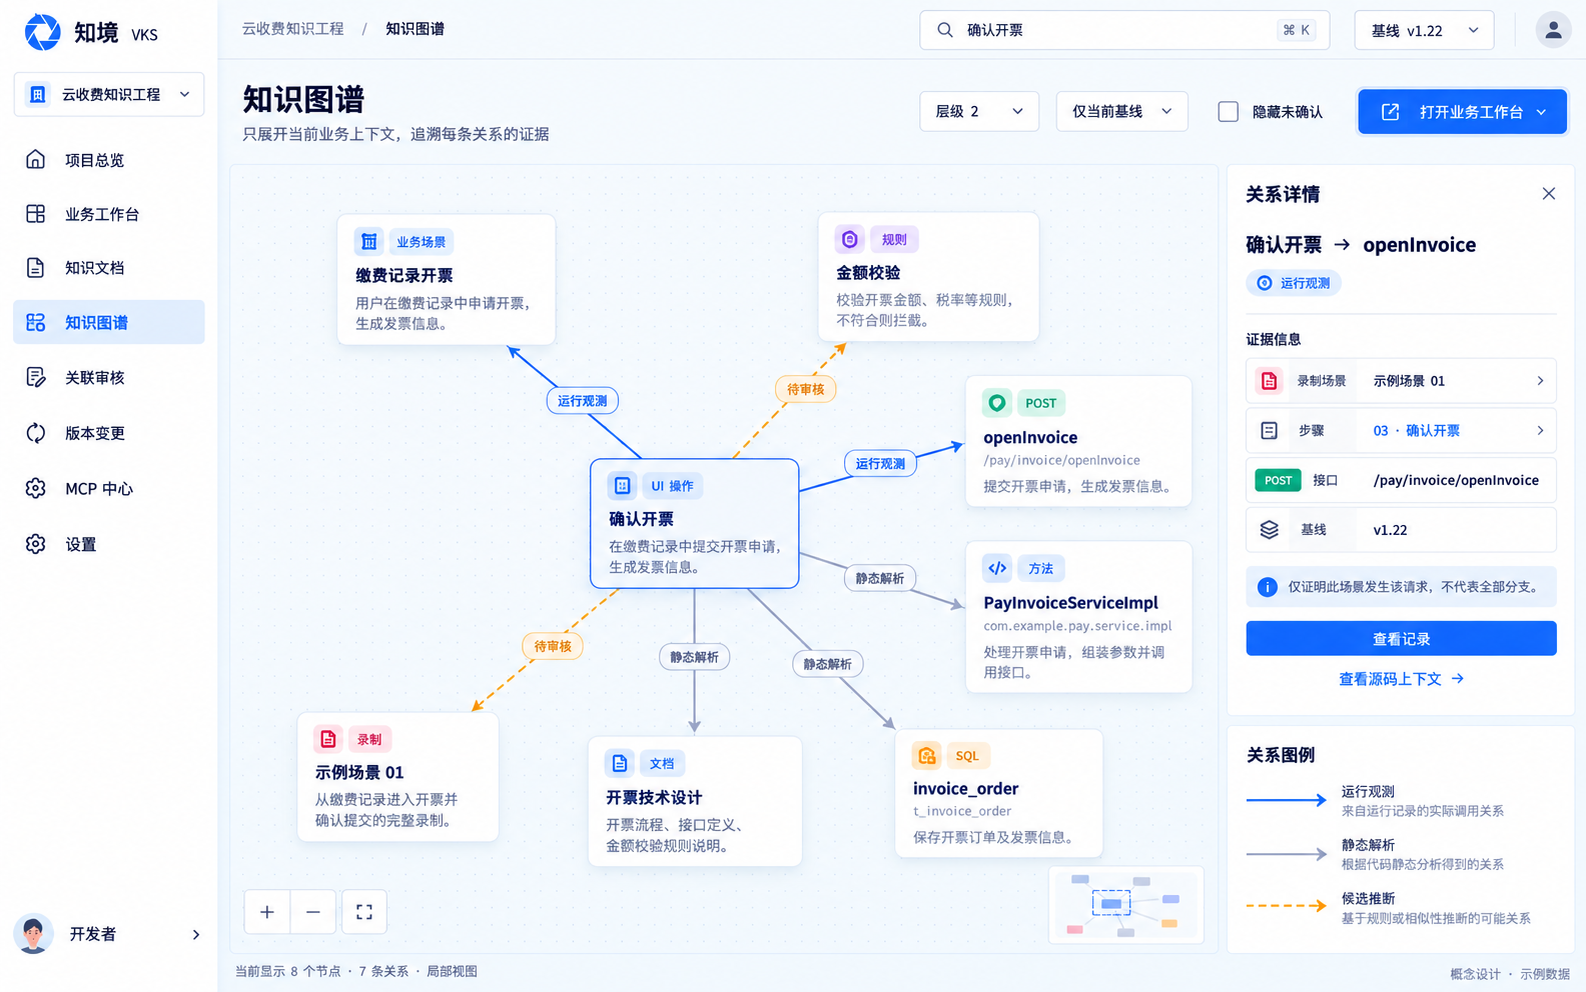 知境 VKS
云收费知识工程
项目总览
业务工作台
知识文档
知识图谱
关联审核
版本变更
MCP 中心
设置
开发者
云收费知识工程 / 知识图谱
确认开票
⌘ K
基线 v1.22
知识图谱
只展开当前业务上下文，追溯每条关系的证据
层级 2
仅当前基线
隐藏未确认
打开业务工作台
业务场景
缴费记录开票
用户在缴费记录中申请开票，
生成发票信息。
规则
金额校验
校验开票金额、税率等规则，
不符合则拦截。
运行观测
待审核
POST
openInvoice
/pay/invoice/openInvoice
提交开票申请，生成发票信息。
运行观测
UI 操作
确认开票
在缴费记录中提交开票申请，
生成发票信息。
静态解析
方法
PayInvoiceServiceImpl
com.example.pay.service.impl
处理开票申请，组装参数并调
用接口。
待审核
静态解析
静态解析
录制
示例场景 01
从缴费记录进入开票并
确认提交的完整录制。
文档
开票技术设计
开票流程、接口定义、
金额校验规则说明。
SQL
invoice_order
t_invoice_order
保存开票订单及发票信息。
当前显示 8 个节点 · 7 条关系 · 局部视图
关系详情
确认开票 → openInvoice
运行观测
证据信息
录制场景 示例场景 01
步骤 03 · 确认开票
POST 接口 /pay/invoice/openInvoice
基线 v1.22
仅证明此场景发生该请求，不代表全部分支。
查看记录
查看源码上下文 →
关系图例
运行观测
来自运行记录的实际调用关系
静态解析
根据代码静态分析得到的关系
候选推断
基于规则或相似性推断的可能关系
概念设计 · 示例数据